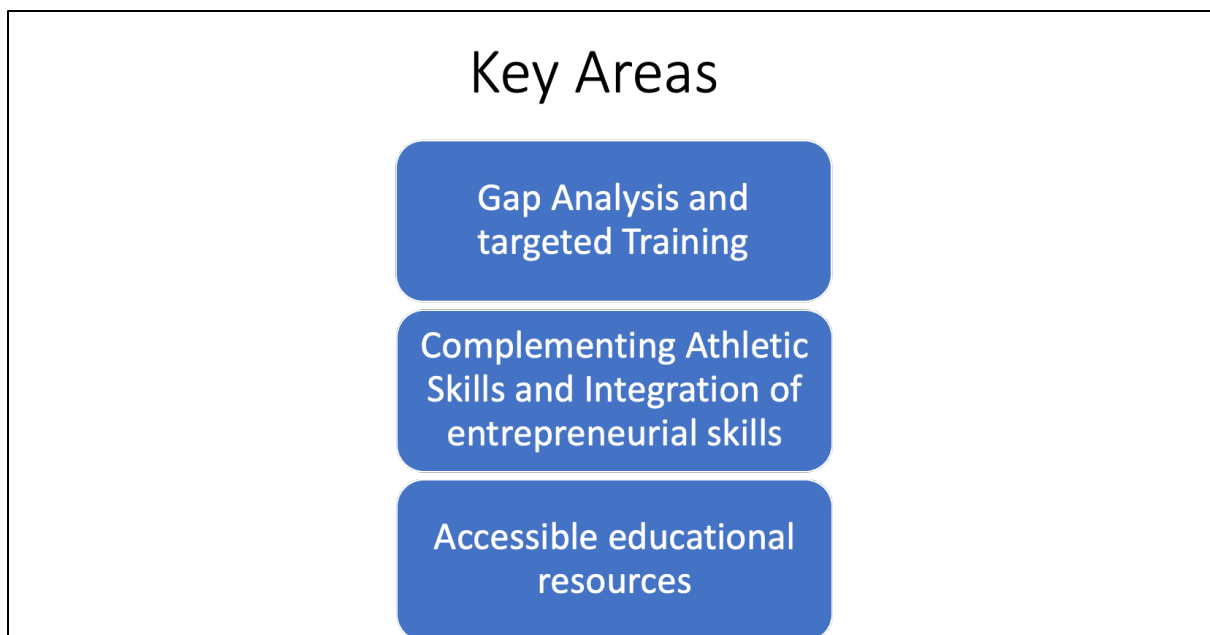 Key Areas
Gap Analysis and
targeted Training
Complementing Athletic
Skills and Integration of
entrepreneurial skills
Accessible educational
resources